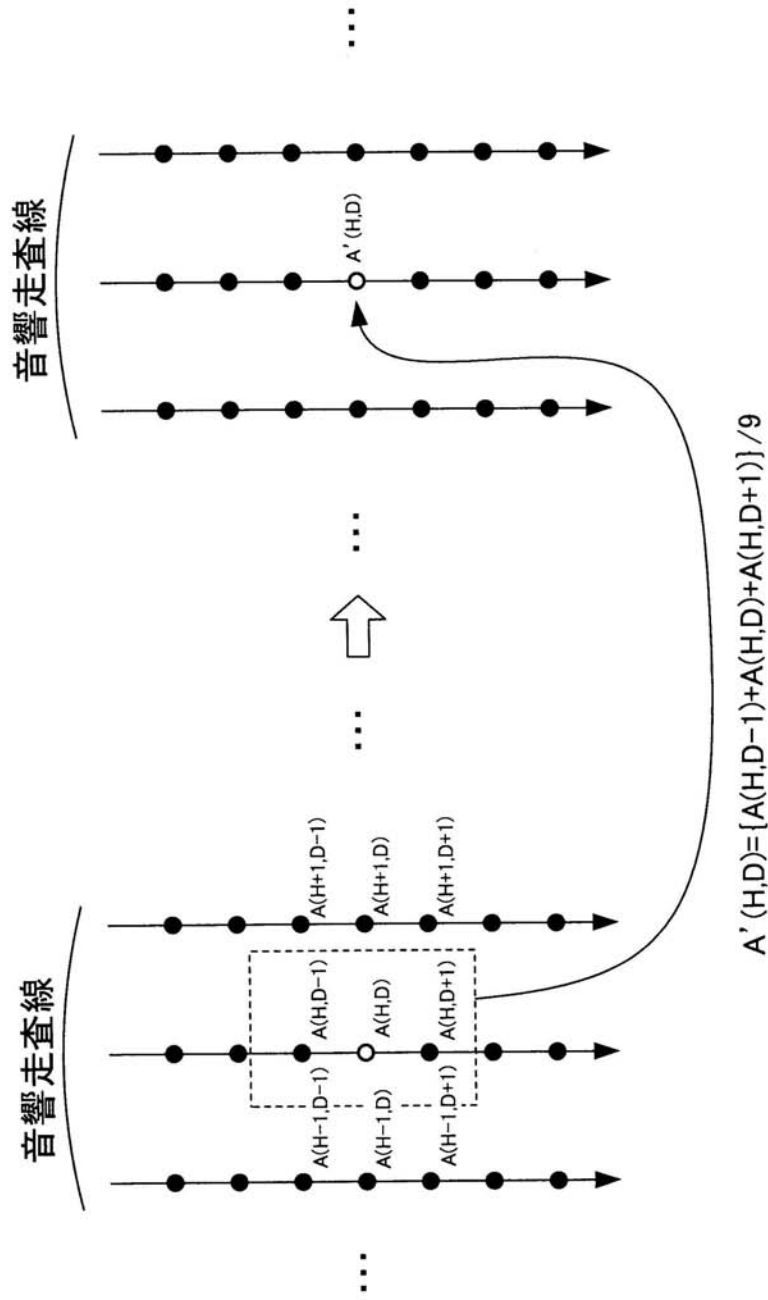 音響走査線
音響走査線
A(H-1,D-1)
A(H,D-1)
A(H+1,D-1)
...
A(H-1,D)
A(H,D)
A(H+1,D)
...
...
A'(H,D)
...
A(H-1,D+1)
A(H,D+1)
A(H+1,D+1)
A'(H,D)={A(H,D-1)+A(H,D)+A(H,D+1)}/9